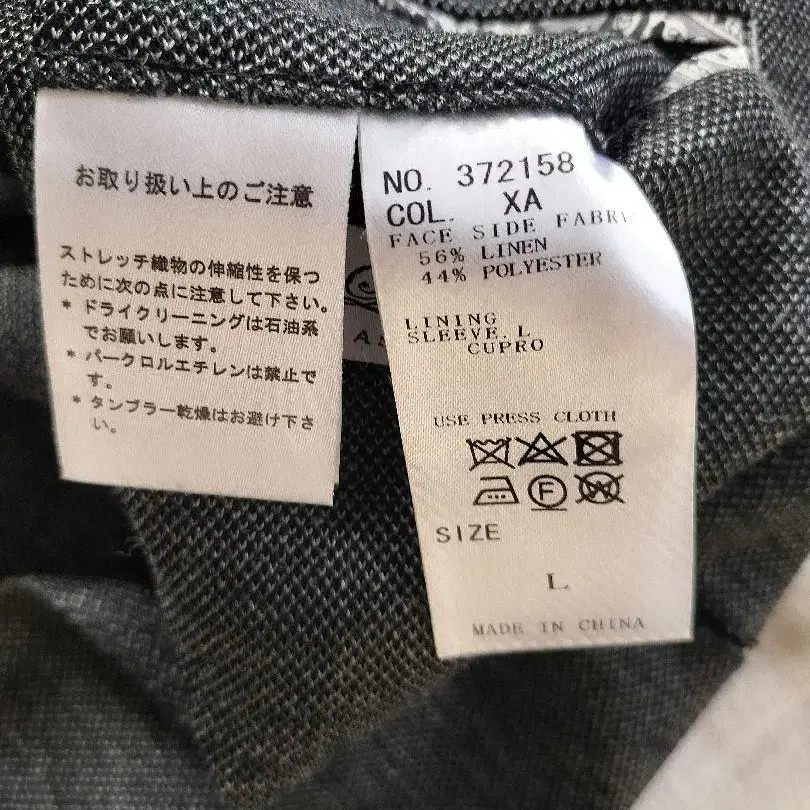 お取り扱い上のご注意
ストレッチ織物の伸縮性を保つ
ために次の点に注意して下さい。
* ドライクリーニングは石油系
でお願いします。
* パークロルエチレンは禁止で
す。
* タンブラー乾燥はお避け下さ
い。
NO. 372158
COL. XA
FACE SIDE FABRI
56% LINEN
44% POLYESTER
LINING
SLEEVE.L
CUPRO
USE PRESS CLOTH
F
W
SIZE
L
MADE IN CHINA